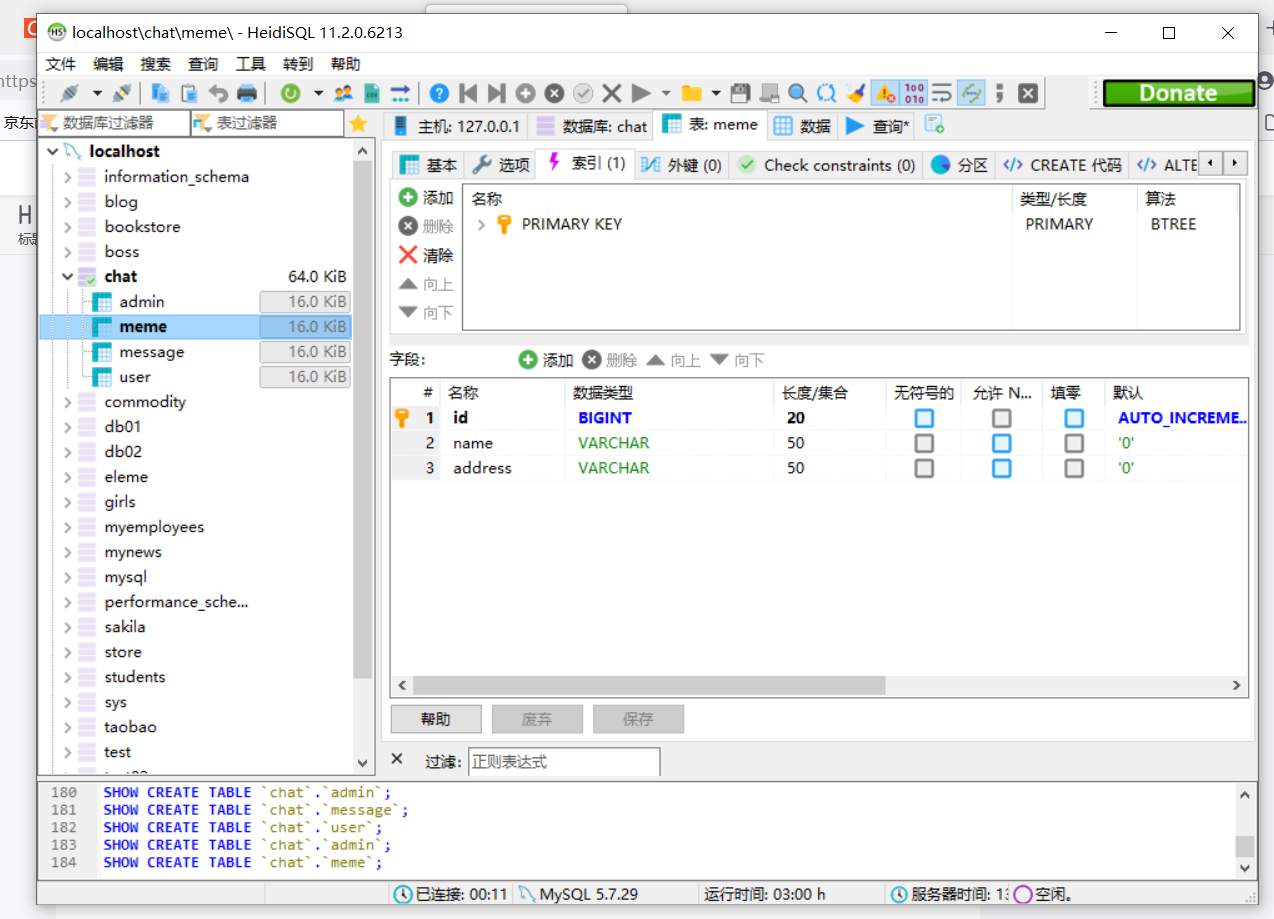 localhost\chat\meme\ - HeidiSQL 11.2.0.6213
文件 编辑 搜索 查询 工具 转到 帮助
https
Donate
京东
数据库过滤器 表过滤器
主机: 127.0.0.1 数据库: chat 表: meme 数据 查询*
localhost
information_schema
blog
bookstore
boss
chat 64.0 KiB
admin 16.0 KiB
meme 16.0 KiB
message 16.0 KiB
user 16.0 KiB
commodity
db01
db02
eleme
girls
myemployees
mynews
mysql
performance_sche...
sakila
store
students
sys
taobao
test
基本 选项 索引 (1) 外键 (0) Check constraints (0) 分区 CREATE 代码 ALTE
添加
删除
清除
向上
向下
名称 类型/长度 算法
PRIMARY KEY PRIMARY BTREE
字段: 添加 删除 向上 向下
# 名称 数据类型 长度/集合 无符号的 允许 N... 填零 默认
1 id BIGINT 20 AUTO_INCREME...
2 name VARCHAR 50 '0'
3 address VARCHAR 50 '0'
帮助 废弃 保存
过滤: 正则表达式
180 SHOW CREATE TABLE `chat`.`admin`;
181 SHOW CREATE TABLE `chat`.`message`;
182 SHOW CREATE TABLE `chat`.`user`;
183 SHOW CREATE TABLE `chat`.`admin`;
184 SHOW CREATE TABLE `chat`.`meme`;
已连接: 00:11 MySQL 5.7.29 运行时间: 03:00 h 服务器时间: 空闲。